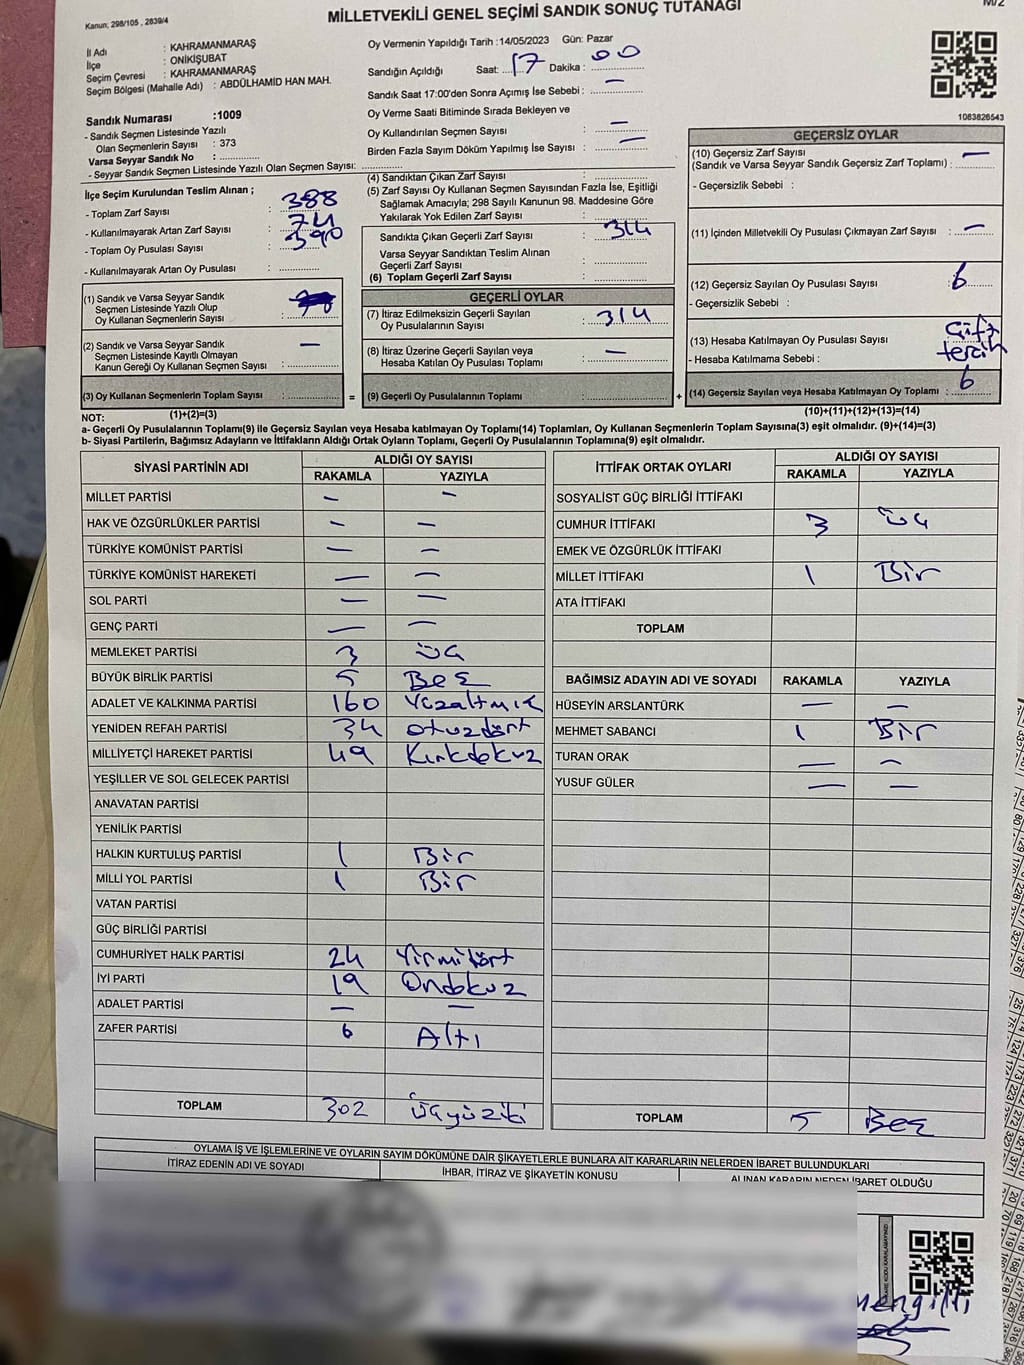 MİLLETVEKİLİ GENEL SEÇİMİ SANDIK SONUÇ TUTANAĞI
Kanun; 298/105 , 2839/4
İl Adı : KAHRAMANMARAŞ
İlçe : ONİKİŞUBAT
Seçim Çevresi : KAHRAMANMARAŞ
Seçim Bölgesi (Mahalle Adı) : ABDÜLHAMİD HAN MAH.
Sandık Numarası :1009
- Sandık Seçmen Listesinde Yazılı
Olan Seçmenlerin Sayısı : 373
Varsa Seyyar Sandık No : ..............
- Seyyar Sandık Seçmen Listesinde Yazılı Olan Seçmen Sayısı: ..............
Oy Vermenin Yapıldığı Tarih :14/05/2023 Gün: Pazar
Sandığın Açıldığı Saat: 17 Dakika : 00
Sandık Saat 17:00'den Sonra Açımış İse Sebebi : —
Oy Verme Saati Bitiminde Sırada Bekleyen ve
Oy Kullandırılan Seçmen Sayısı : —
Birden Fazla Sayım Döküm Yapılmış İse Sayısı : —
1083826543
İlçe Seçim Kurulundan Teslim Alınan ;
- Toplam Zarf Sayısı : 388
- Kullanılmayarak Artan Zarf Sayısı : 74
- Toplam Oy Pusulası Sayısı : 390
- Kullanılmayarak Artan Oy Pusulası : ..............
(1) Sandık ve Varsa Seyyar Sandık
Seçmen Listesinde Yazılı Olup
Oy Kullanan Seçmenlerin Sayısı :
(2) Sandık ve Varsa Seyyar Sandık
Seçmen Listesinde Kayıtlı Olmayan
Kanun Gereği Oy Kullanan Seçmen Sayısı : —
(3) Oy Kullanan Seçmenlerin Toplam Sayısı : .............. =
(4) Sandıktan Çıkan Zarf Sayısı : ..............
(5) Zarf Sayısı Oy Kullanan Seçmen Sayısından Fazla İse, Eşitliği
Sağlamak Amacıyla; 298 Sayılı Kanunun 98. Maddesine Göre
Yakılarak Yok Edilen Zarf Sayısı : ..............
Sandıkta Çıkan Geçerli Zarf Sayısı : 314
Varsa Seyyar Sandıktan Teslim Alınan
Geçerli Zarf Sayısı : ..............
(6) Toplam Geçerli Zarf Sayısı : ..............
GEÇERLİ OYLAR
(7) İtiraz Edilmeksizin Geçerli Sayılan
Oy Pusulalarının Sayısı : 314
(8) İtiraz Üzerine Geçerli Sayılan veya
Hesaba Katılan Oy Pusulası Toplamı : —
(9) Geçerli Oy Pusulalarının Toplamı : .............. +
GEÇERSİZ OYLAR
(10) Geçersiz Zarf Sayısı
(Sandık ve Varsa Seyyar Sandık Geçersiz Zarf Toplamı) : —
- Geçersizlik Sebebi :
(11) İçinden Milletvekili Oy Pusulası Çıkmayan Zarf Sayısı : —
(12) Geçersiz Sayılan Oy Pusulası Sayısı : 6
- Geçersizlik Sebebi :
(13) Hesaba Katılmayan Oy Pusulası Sayısı : Çift
- Hesaba Katılmama Sebebi : tercih
(14) Geçersiz Sayılan veya Hesaba Katılmayan Oy Toplamı : 6
NOT: (1)+(2)=(3) (10)+(11)+(12)+(13)=(14)
a- Geçerli Oy Pusulalarının Toplamı(9) ile Geçersiz Sayılan veya Hesaba katılmayan Oy Toplamı(14) Toplamları, Oy Kullanan Seçmenlerin Toplam Sayısına(3) eşit olmalıdır. (9)+(14)=(3)
b- Siyasi Partilerin, Bağımsız Adayların ve İttifakların Aldığı Ortak Oyların Toplamı, Geçerli Oy Pusulalarının Toplamına(9) eşit olmalıdır.
SİYASİ PARTİNİN ADI ALDIĞI OY SAYISI
RAKAMLA YAZIYLA
MİLLET PARTİSİ — —
HAK VE ÖZGÜRLÜKLER PARTİSİ — —
TÜRKİYE KOMÜNİST PARTİSİ — —
TÜRKİYE KOMÜNİST HAREKETİ — —
SOL PARTİ — —
GENÇ PARTİ — —
MEMLEKET PARTİSİ 3 üç
BÜYÜK BİRLİK PARTİSİ 5 Beş
ADALET VE KALKINMA PARTİSİ 160 Yüzaltmış
YENİDEN REFAH PARTİSİ 34 otuzdört
MİLLİYETÇİ HAREKET PARTİSİ 49 Kırkdokuz
YEŞİLLER VE SOL GELECEK PARTİSİ
ANAVATAN PARTİSİ
YENİLİK PARTİSİ
HALKIN KURTULUŞ PARTİSİ 1 Bir
MİLLİ YOL PARTİSİ 1 Bir
VATAN PARTİSİ
GÜÇ BİRLİĞİ PARTİSİ
CUMHURİYET HALK PARTİSİ 24 Yirmidört
İYİ PARTİ 19 Ondokuz
ADALET PARTİSİ — —
ZAFER PARTİSİ 6 Altı
TOPLAM 302 üçyüziki
İTTİFAK ORTAK OYLARI ALDIĞI OY SAYISI
RAKAMLA YAZIYLA
SOSYALİST GÜÇ BİRLİĞİ İTTİFAKI
CUMHUR İTTİFAKI 3 üç
EMEK VE ÖZGÜRLÜK İTTİFAKI
MİLLET İTTİFAKI 1 Bir
ATA İTTİFAKI
TOPLAM
BAĞIMSIZ ADAYIN ADI VE SOYADI RAKAMLA YAZIYLA
HÜSEYİN ARSLANTÜRK — —
MEHMET SABANCI 1 Bir
TURAN ORAK — —
YUSUF GÜLER — —
TOPLAM 5 Beş
OYLAMA İŞ VE İŞLEMLERİNE VE OYLARIN SAYIM DÖKÜMÜNE DAİR ŞİKAYETLERLE BUNLARA AİT KARARLARIN NELERDEN İBARET BULUNDUKLARI
İTİRAZ EDENİN ADI VE SOYADI İHBAR, İTİRAZ VE ŞİKAYETİN KONUSU ALINAN KARARIN NEDEN İBARET OLDUĞU